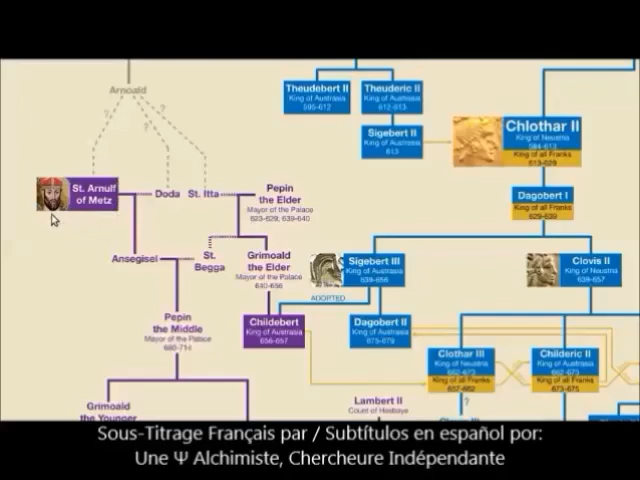 Arnoald
?
?
?
Theudebert II
King of Austrasia
595-612
Theuderic II
King of Austrasia
612-613
Sigebert II
King of Austrasia
613
Chlothar II
King of Neustria
584-613
King of all Franks
613-629
St. Arnulf
of Metz
Doda
St. Itta
Pepin
the Elder
Mayor of the Palace
623-629, 639-640
Dagobert I
King of all Franks
629-639
Ansegisel
St.
Begga
Grimoald
the Elder
Mayor of the Palace
640-656
Sigebert III
King of Austrasia
639-656
Clovis II
King of Neustria
639-657
ADOPTED
Childebert
King of Austrasia
656-657
Dagobert II
King of Austrasia
675-679
Pepin
the Middle
Mayor of the Palace
680-714
Clothar III
King of Neustria
662-673
King of all Franks
657-662
Childeric II
King of Austrasia
662-673
King of all Franks
673-675
Grimoald
the Younger
Lambert II
Count of Hesbaye
?
Sous-Titrage Français par / Subtítulos en español por:
Une Ψ Alchimiste, Chercheure Indépendante